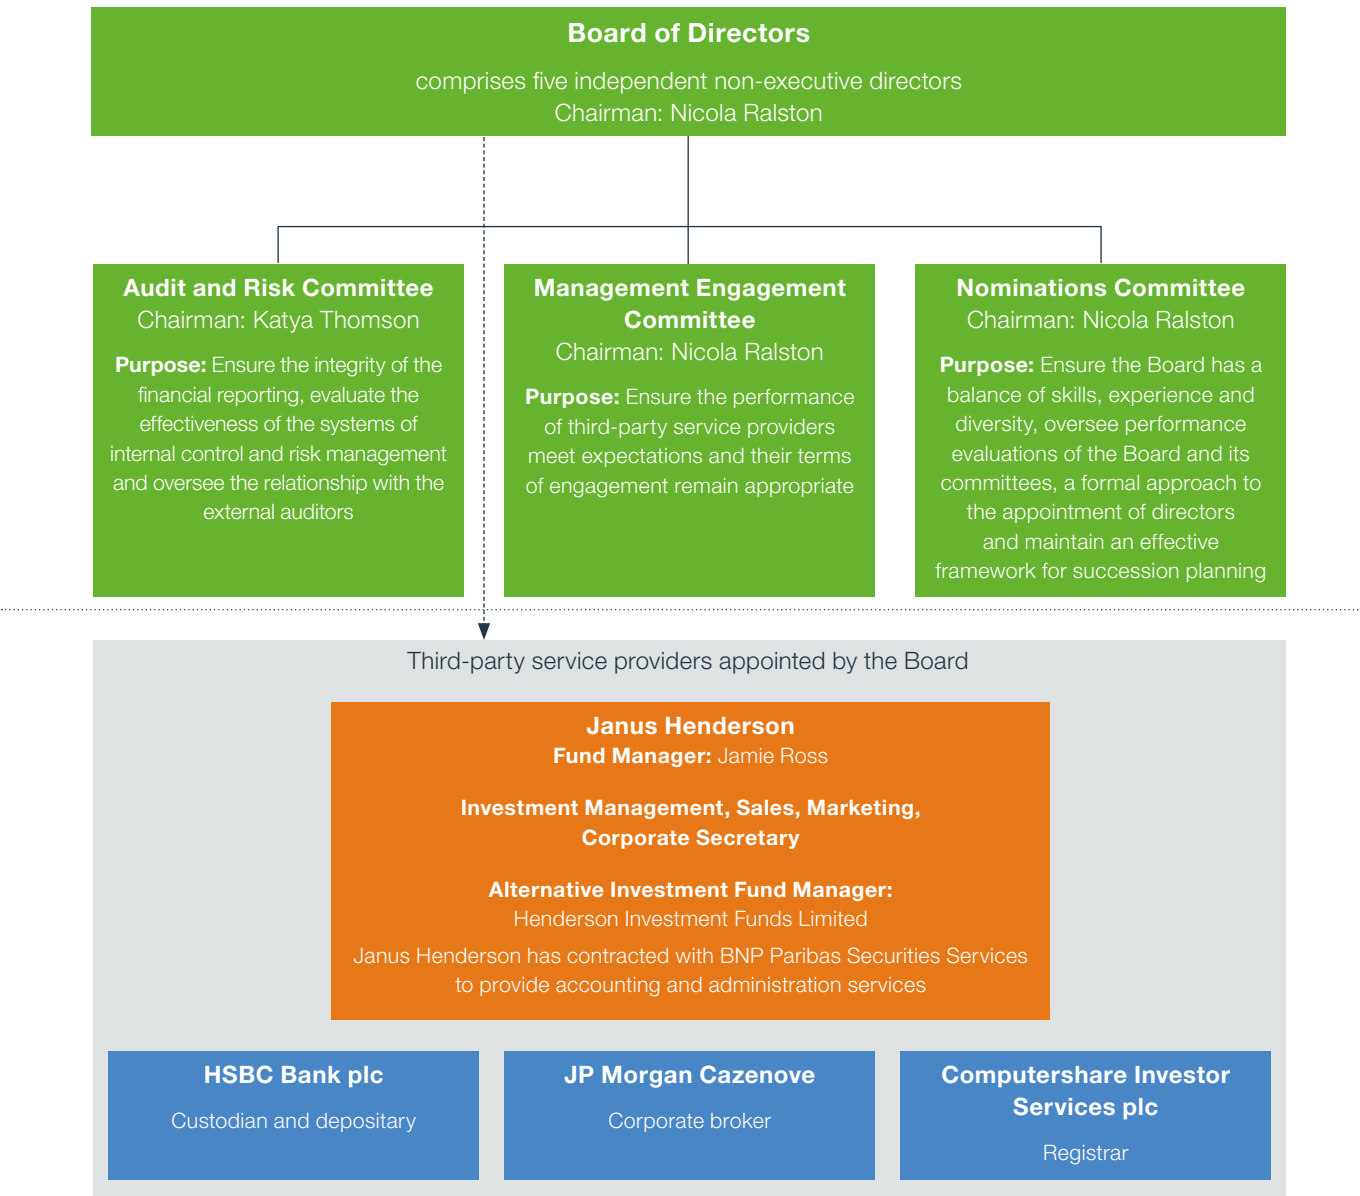 Board of Directors
comprises five independent non-executive directors
Chairman: Nicola Ralston
Audit and Risk Committee
Chairman: Katya Thomson
Purpose: Ensure the integrity of the
financial reporting, evaluate the
effectiveness of the systems of
internal control and risk management
and oversee the relationship with the
external auditors
Management Engagement
Committee
Chairman: Nicola Ralston
Purpose: Ensure the performance
of third-party service providers
meet expectations and their terms
of engagement remain appropriate
Nominations Committee
Chairman: Nicola Ralston
Purpose: Ensure the Board has a
balance of skills, experience and
diversity, oversee performance
evaluations of the Board and its
committees, a formal approach to
the appointment of directors
and maintain an effective
framework for succession planning
Third-party service providers appointed by the Board
Janus Henderson
Fund Manager: Jamie Ross
Investment Management, Sales, Marketing,
Corporate Secretary
Alternative Investment Fund Manager:
Henderson Investment Funds Limited
Janus Henderson has contracted with BNP Paribas Securities Services
to provide accounting and administration services
HSBC Bank plc
Custodian and depositary
JP Morgan Cazenove
Corporate broker
Computershare Investor
Services plc
Registrar